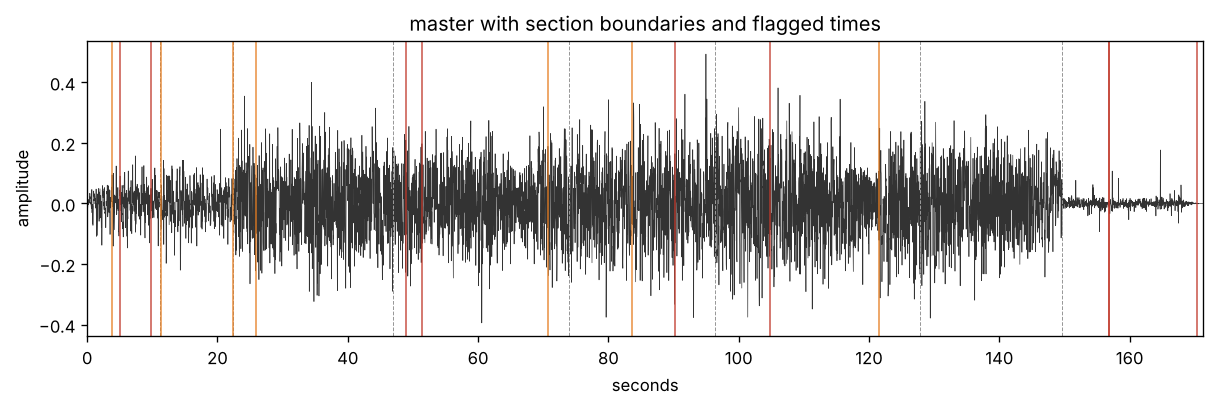 master with section boundaries and flagged times
amplitude
0.4
0.2
0.0
−0.2
−0.4
0 20 40 60 80 100 120 140 160
seconds